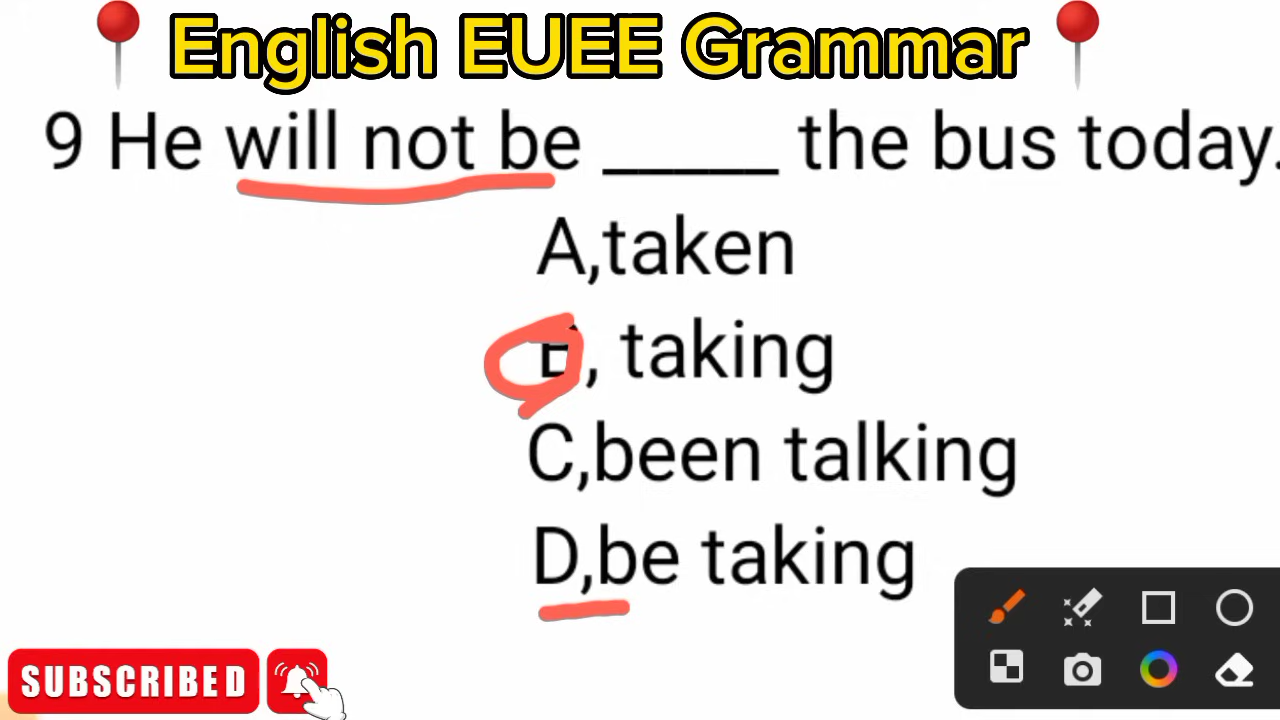 English EUEE Grammar
9 He will not be _____ the bus today.
A,taken
B, taking
C,been talking
D,be taking
SUBSCRIBED